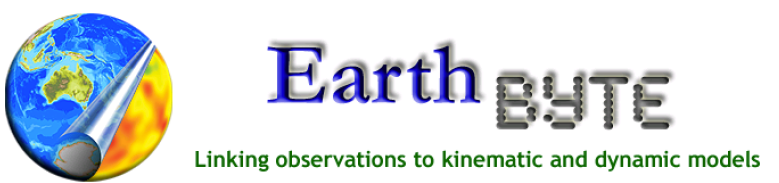 Earth BYTE
Linking observations to kinematic and dynamic models